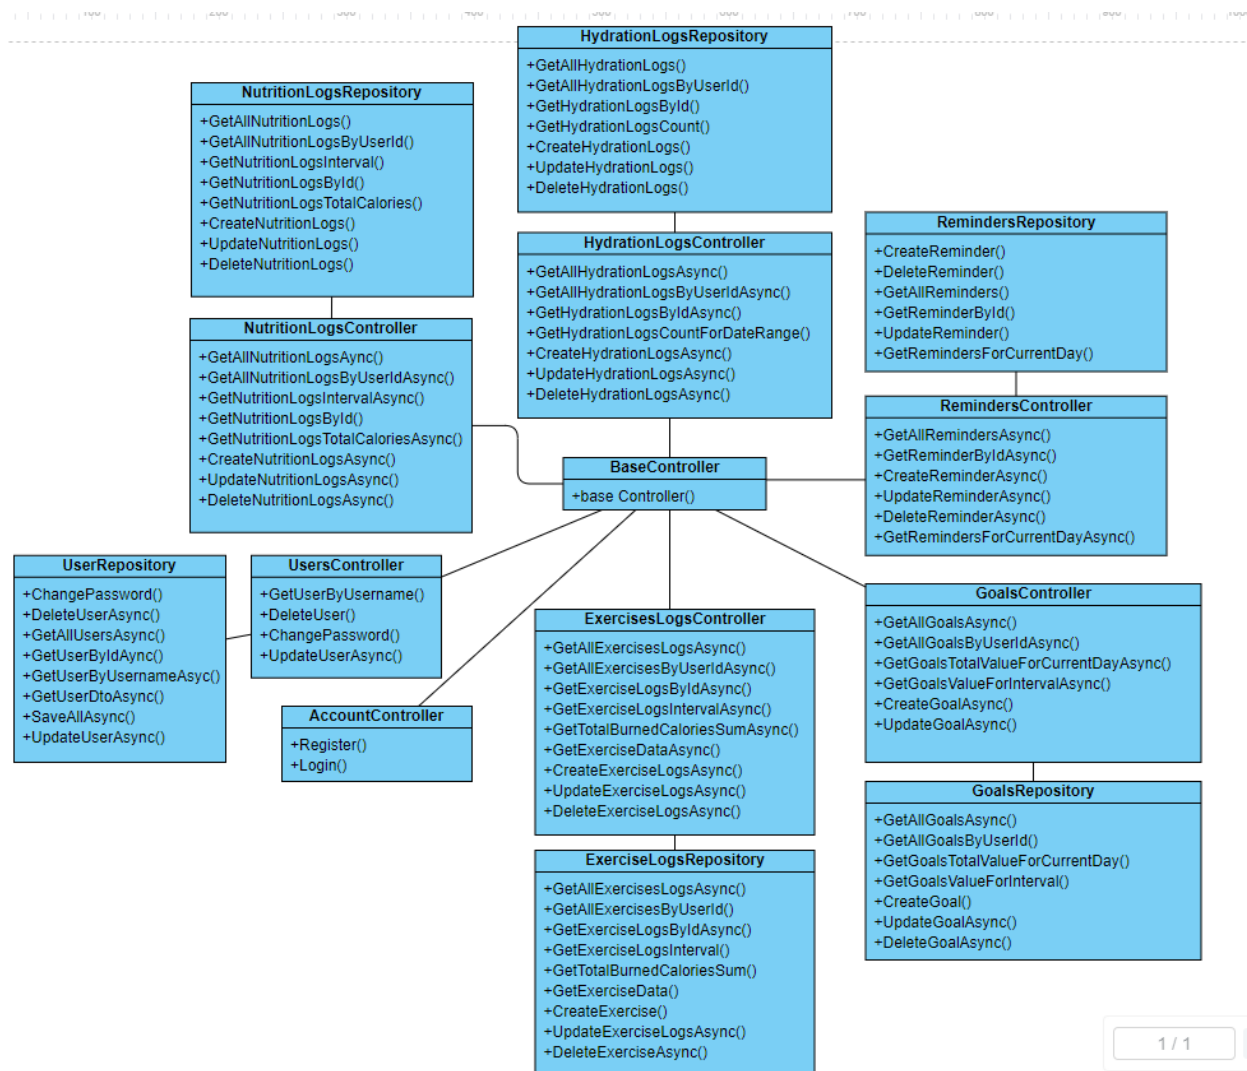 HydrationLogsRepository
+GetAllHydrationLogs()
+GetAllHydrationLogsByUserId()
+GetHydrationLogsById()
+GetHydrationLogsCount()
+CreateHydrationLogs()
+UpdateHydrationLogs()
+DeleteHydrationLogs()
NutritionLogsRepository
+GetAllNutritionLogs()
+GetAllNutritionLogsByUserId()
+GetNutritionLogsInterval()
+GetNutritionLogsById()
+GetNutritionLogsTotalCalories()
+CreateNutritionLogs()
+UpdateNutritionLogs()
+DeleteNutritionLogs()
RemindersRepository
+CreateReminder()
+DeleteReminder()
+GetAllReminders()
+GetReminderById()
+UpdateReminder()
+GetRemindersForCurrentDay()
HydrationLogsController
+GetAllHydrationLogsAsync()
+GetAllHydrationLogsByUserIdAsync()
+GetHydrationLogsByIdAsync()
+GetHydrationLogsCountForDateRange()
+CreateHydrationLogsAsync()
+UpdateHydrationLogsAsync()
+DeleteHydrationLogsAsync()
NutritionLogsController
+GetAllNutritionLogsAync()
+GetAllNutritionLogsByUserIdAsync()
+GetNutritionLogsIntervalAsync()
+GetNutritionLogsById()
+GetNutritionLogsTotalCaloriesAsync()
+CreateNutritionLogsAsync()
+UpdateNutritionLogsAsync()
+DeleteNutritionLogsAsync()
RemindersController
+GetAllRemindersAsync()
+GetReminderByIdAsync()
+CreateReminderAsync()
+UpdateReminderAsync()
+DeleteReminderAsync()
+GetRemindersForCurrentDayAsync()
BaseController
+base Controller()
UserRepository
+ChangePassword()
+DeleteUserAsync()
+GetAllUsersAsync()
+GetUserByIdAync()
+GetUserByUsernameAsyc()
+GetUserDtoAsync()
+SaveAllAsync()
+UpdateUserAsync()
UsersController
+GetUserByUsername()
+DeleteUser()
+ChangePassword()
+UpdateUserAsync()
AccountController
+Register()
+Login()
ExercisesLogsController
+GetAllExercisesLogsAsync()
+GetAllExercisesByUserIdAsync()
+GetExerciseLogsByIdAsync()
+GetExerciseLogsIntervalAsync()
+GetTotalBurnedCaloriesSumAsync()
+GetExerciseDataAsync()
+CreateExerciseLogsAsync()
+UpdateExerciseLogsAsync()
+DeleteExerciseLogsAsync()
GoalsController
+GetAllGoalsAsync()
+GetAllGoalsByUserIdAsync()
+GetGoalsTotalValueForCurrentDayAsync()
+GetGoalsValueForIntervalAsync()
+CreateGoalAsync()
+UpdateGoalAsync()
GoalsRepository
+GetAllGoalsAsync()
+GetAllGoalsByUserId()
+GetGoalsTotalValueForCurrentDay()
+GetGoalsValueForInterval()
+CreateGoal()
+UpdateGoalAsync()
+DeleteGoalAsync()
ExerciseLogsRepository
+GetAllExercisesLogsAsync()
+GetAllExercisesByUserId()
+GetExerciseLogsByIdAsync()
+GetExerciseLogsInterval()
+GetTotalBurnedCaloriesSum()
+GetExerciseData()
+CreateExercise()
+UpdateExerciseLogsAsync()
+DeleteExerciseAsync()
1 / 1